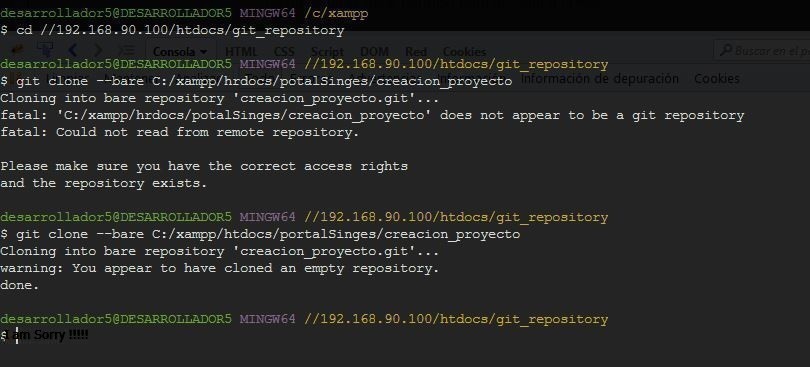 desarrollador5@DESARROLLADOR5 MINGW64 /c/xampp
$ cd //192.168.90.100/htdocs/git_repository
Consola HTML CSS Script DOM Red Cookies
Buscar en el p
desarrollador5@DESARROLLADOR5 MINGW64 //192.168.90.100/htdocs/git_repository
Información de depuración Cookies
$ git clone --bare C:/xampp/hrdocs/potalSinges/creacion_proyecto
Cloning into bare repository 'creacion_proyecto.git'...
fatal: 'C:/xampp/hrdocs/potalSinges/creacion_proyecto' does not appear to be a git repository
fatal: Could not read from remote repository.
Please make sure you have the correct access rights
and the repository exists.
desarrollador5@DESARROLLADOR5 MINGW64 //192.168.90.100/htdocs/git_repository
$ git clone --bare C:/xampp/htdocs/portalSinges/creacion_proyecto
Cloning into bare repository 'creacion_proyecto.git'...
warning: You appear to have cloned an empty repository.
done.
desarrollador5@DESARROLLADOR5 MINGW64 //192.168.90.100/htdocs/git_repository
$
am Sorry !!!!!